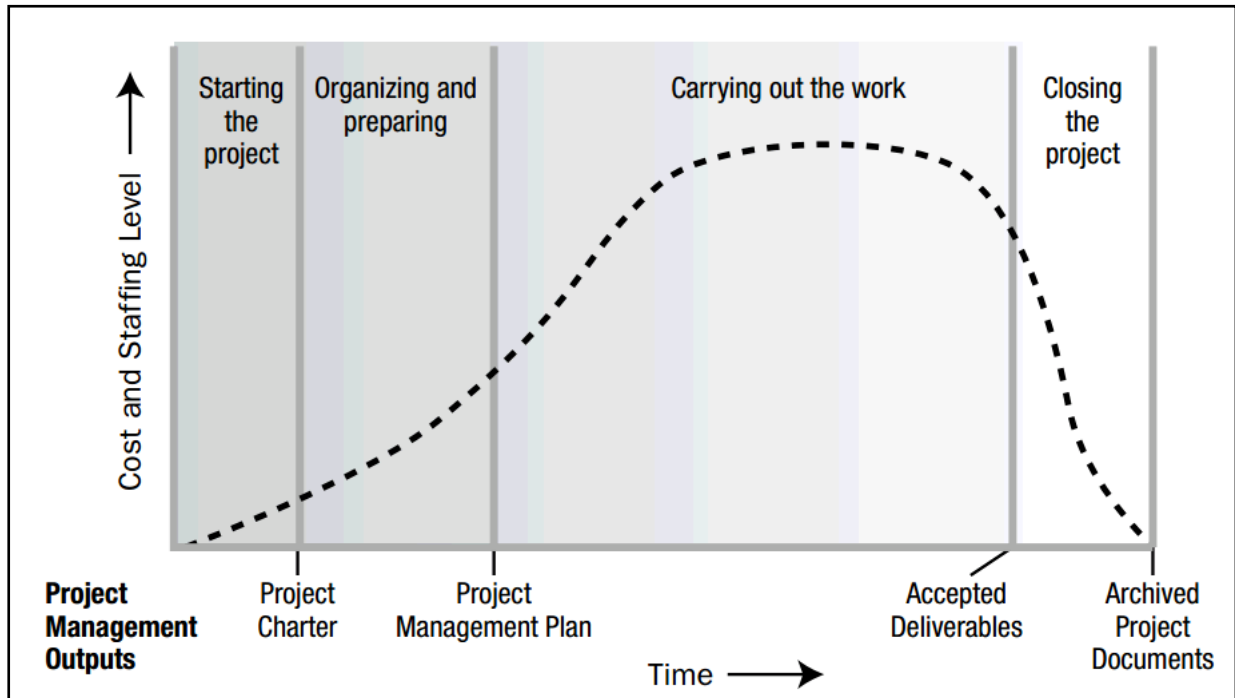 Starting
the
project
Organizing and
preparing
Carrying out the work
Closing
the
project
Cost and Staffing Level
Project
Management
Outputs
Project
Charter
Project
Management Plan
Accepted
Deliverables
Archived
Project
Documents
Time